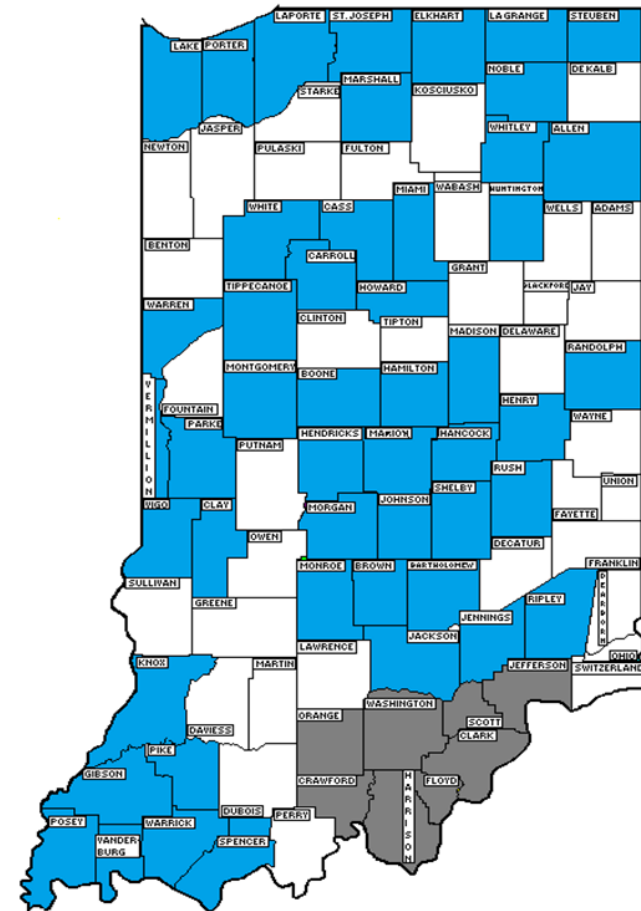 LAPORTE
ST. JOSEPH
ELKHART
LAGRANGE
STEUBEN
LAKE
PORTER
NOBLE
DEKALB
MARSHALL
STARKE
KOSCIUSKO
JASPER
WHITLEY
ALLEN
NEWTON
PULASKI
FULTON
MIAMI
WABASH
HUNTINGTON
WHITE
CASS
WELLS
ADAMS
BENTON
CARROLL
GRANT
TIPPECANOE
HOWARD
BLACKFORD
JAY
WARREN
CLINTON
TIPTON
MADISON
DELAWARE
RANDOLPH
MONTGOMERY
BOONE
HAMILTON
VERMILLION
HENRY
FOUNTAIN
WAYNE
PARKE
HENDRICKS
MARION
HANCOCK
PUTNAM
RUSH
UNION
SHELBY
VIGO
CLAY
MORGAN
JOHNSON
FAYETTE
OWEN
DECATUR
FRANKLIN
MONROE
BROWN
BARTHOLOMEW
SULLIVAN
DEARBORN
RIPLEY
GREENE
JENNINGS
JACKSON
LAWRENCE
OHIO
KNOX
MARTIN
JEFFERSON
SWITZERLAND
WASHINGTON
ORANGE
SCOTT
DAVIESS
CLARK
PIKE
GIBSON
CRAWFORD
HARRISON
FLOYD
DUBOIS
PERRY
POSEY
WARRICK
VANDER-
BURG
SPENCER